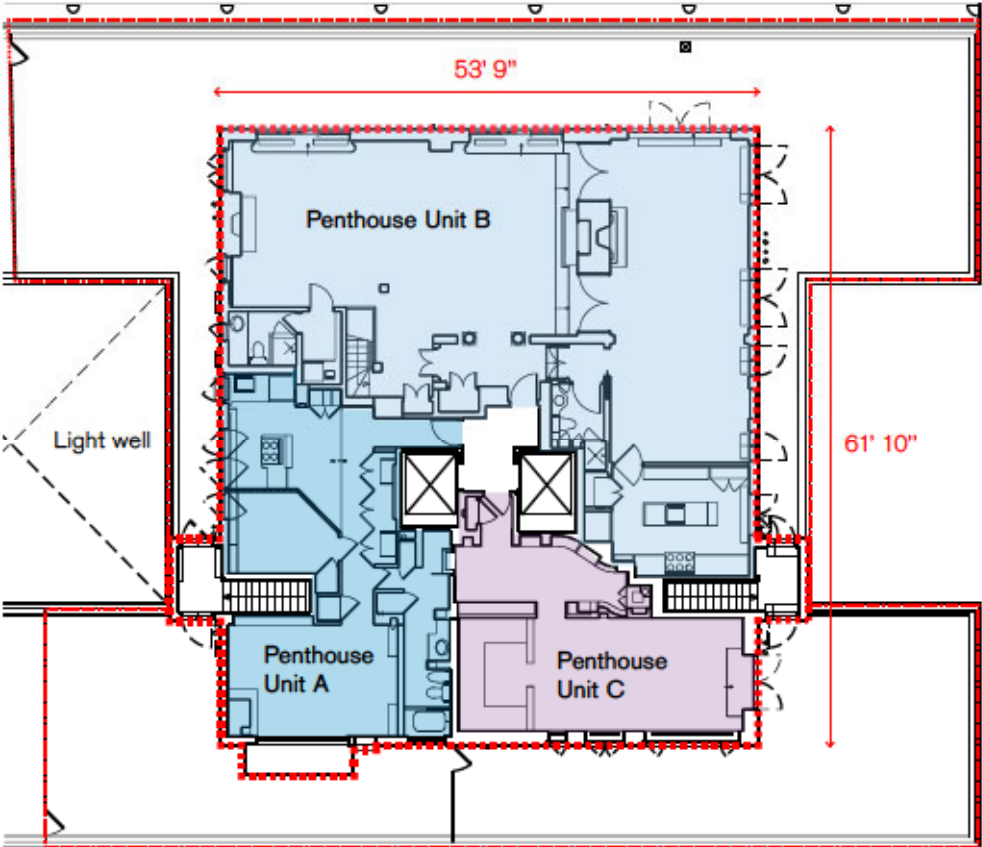 53' 9"
Penthouse Unit B
Light well
61' 10"
Penthouse
Unit A
Penthouse
Unit C